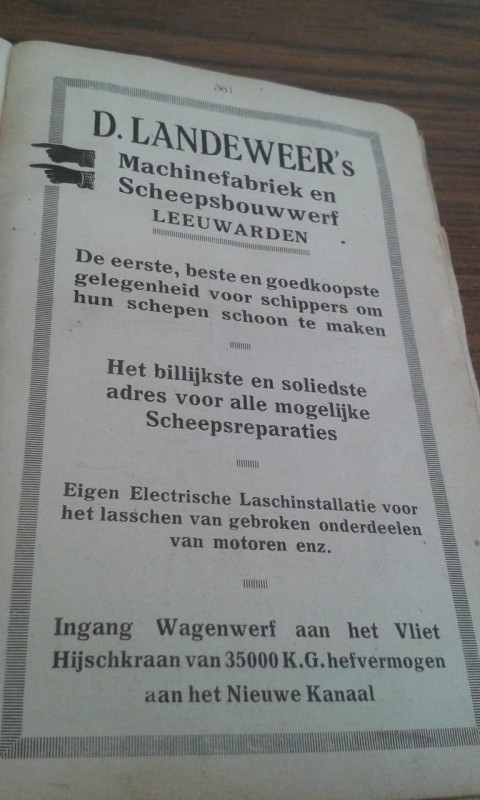 361
D. LANDEWEER's
Machinefabriek en
Scheepsbouwwerf
LEEUWARDEN
De eerste, beste en goedkoopste
gelegenheid voor schippers om
hun schepen schoon te maken
Het billijkste en soliedste
adres voor alle mogelijke
Scheepsreparaties
Eigen Electrische Laschinstallatie voor
het lasschen van gebroken onderdeelen
van motoren enz.
Ingang Wagenwerf aan het Vliet
Hijschkraan van 35000 K.G. hefvermogen
aan het Nieuwe Kanaal